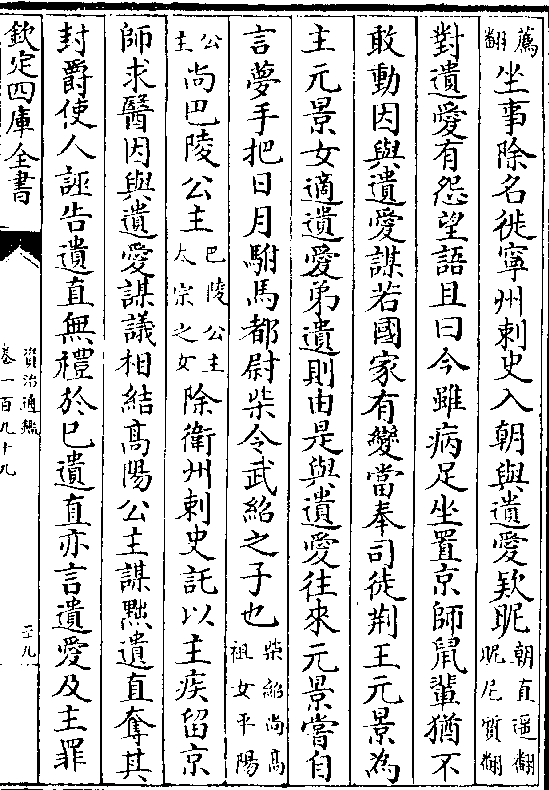 薦翻坐事除名徙寧州刺史入朝與遺愛欵昵朝直遥翻昵尼質翻
對遺愛有怨望語且曰今雖病足坐置京師鼠輩猶不
敢動因與遺愛謀若國家有變當奉司徒荆王元景為
主元景女適遺愛弟遺則由是與遺愛往來元景嘗自
言夢手把日月駙馬都尉柴令武紹之子也柴紹尚高祖女平陽
公主尚巴陵公主巴陵公主太宗之女除衛州刺史託以主疾留京
師求醫因與遺愛謀議相結高陽公主謀黜遺直奪其
封爵使人誣告遺直無禮於已遺直亦言遺愛及主罪
欽定四庫全書
資治通鑑
卷一百九十九